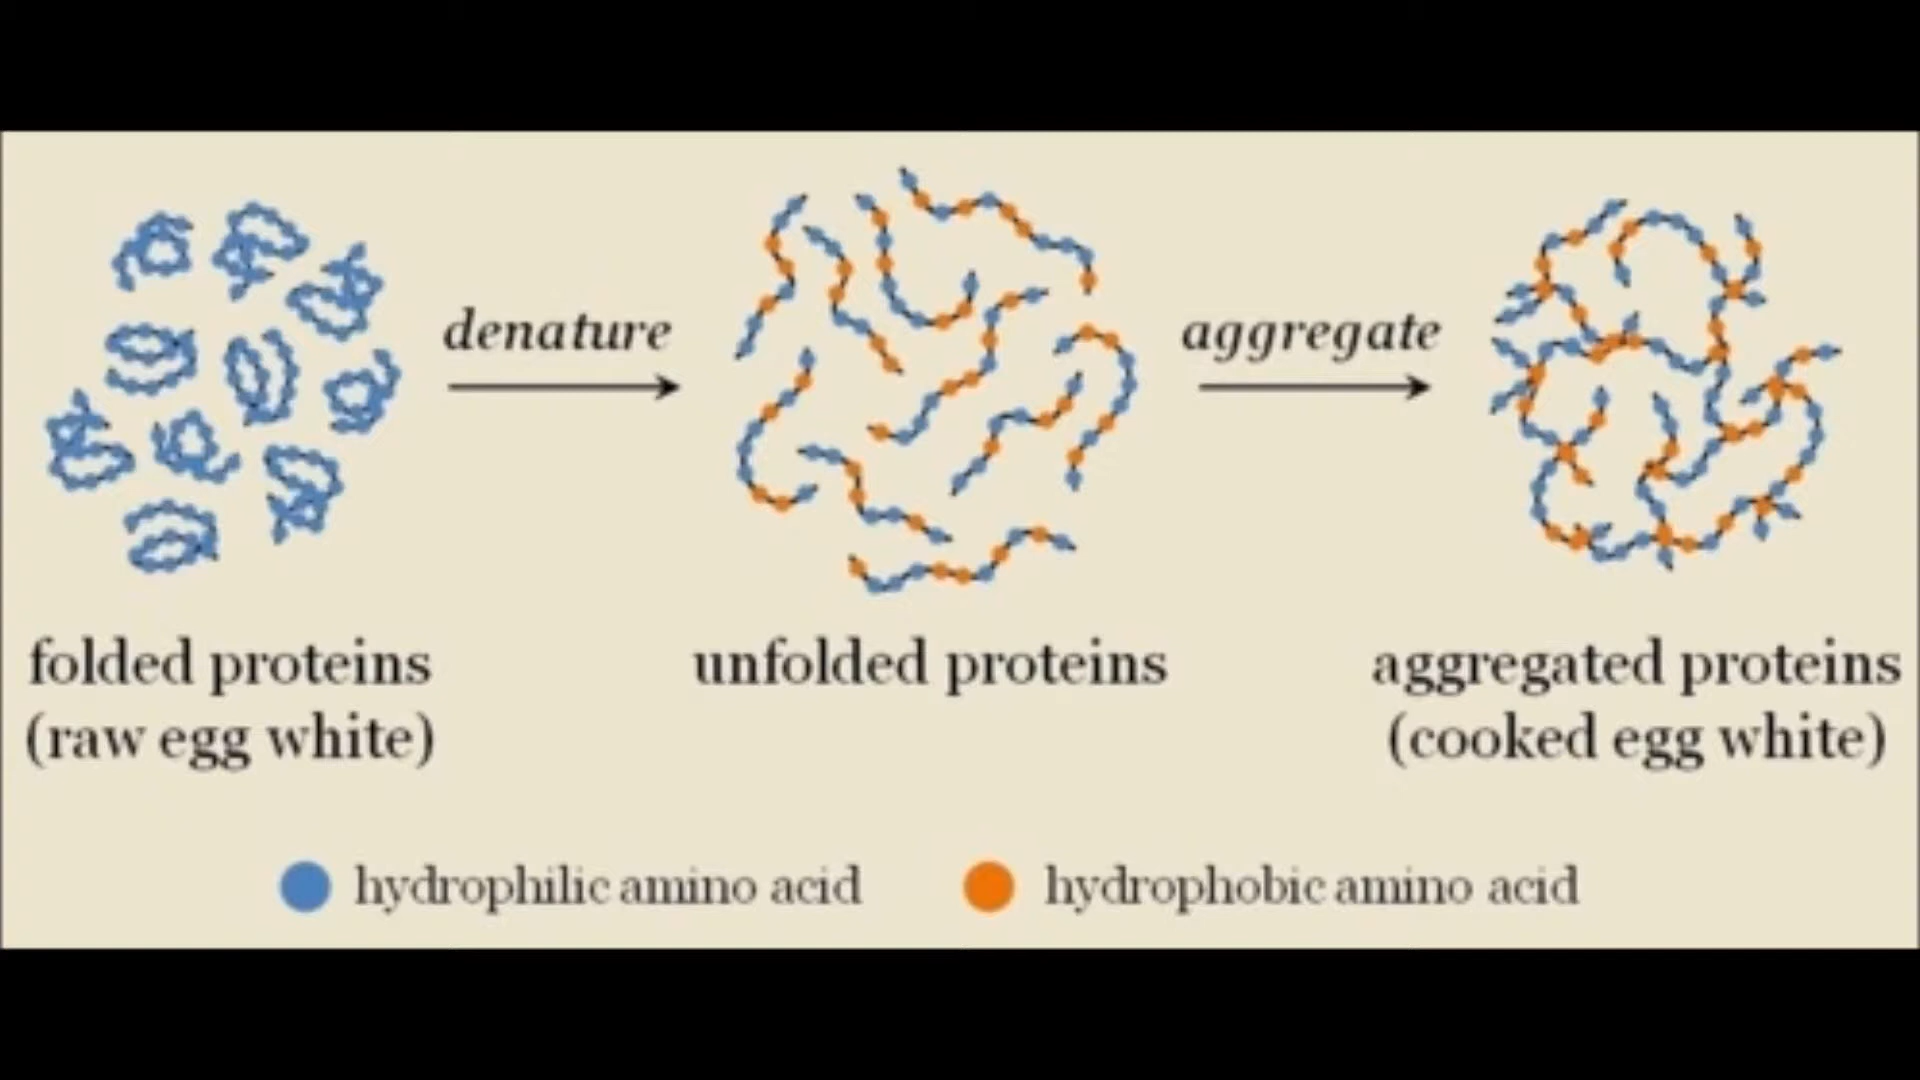 denature
aggregate
folded proteins
(raw egg white)
unfolded proteins
aggregated proteins
(cooked egg white)
hydrophilic amino acid
hydrophobic amino acid